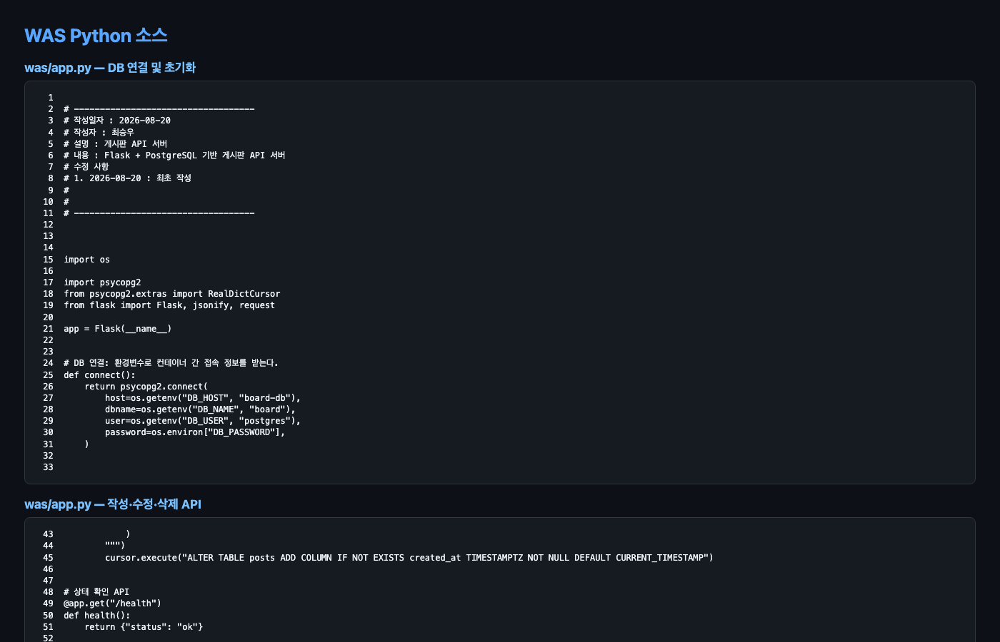 WAS Python 소스
was/app.py — DB 연결 및 초기화
1
2 # -----------------------------------
3 # 작성일자 : 2026-08-20
4 # 작성자 : 최승우
5 # 설명 : 게시판 API 서버
6 # 내용 : Flask + PostgreSQL 기반 게시판 API 서버
7 # 수정 사항
8 # 1. 2026-08-20 : 최초 작성
9 #
10 #
11 # -----------------------------------
12
13
14
15 import os
16
17 import psycopg2
18 from psycopg2.extras import RealDictCursor
19 from flask import Flask, jsonify, request
20
21 app = Flask(__name__)
22
23
24 # DB 연결: 환경변수로 컨테이너 간 접속 정보를 받는다.
25 def connect():
26     return psycopg2.connect(
27         host=os.getenv("DB_HOST", "board-db"),
28         dbname=os.getenv("DB_NAME", "board"),
29         user=os.getenv("DB_USER", "postgres"),
30         password=os.environ["DB_PASSWORD"],
31     )
32
33
was/app.py — 작성·수정·삭제 API
43             )
44         """)
45         cursor.execute("ALTER TABLE posts ADD COLUMN IF NOT EXISTS created_at TIMESTAMPTZ NOT NULL DEFAULT CURRENT_TIMESTAMP")
46
47
48 # 상태 확인 API
49 @app.get("/health")
50 def health():
51     return {"status": "ok"}
52